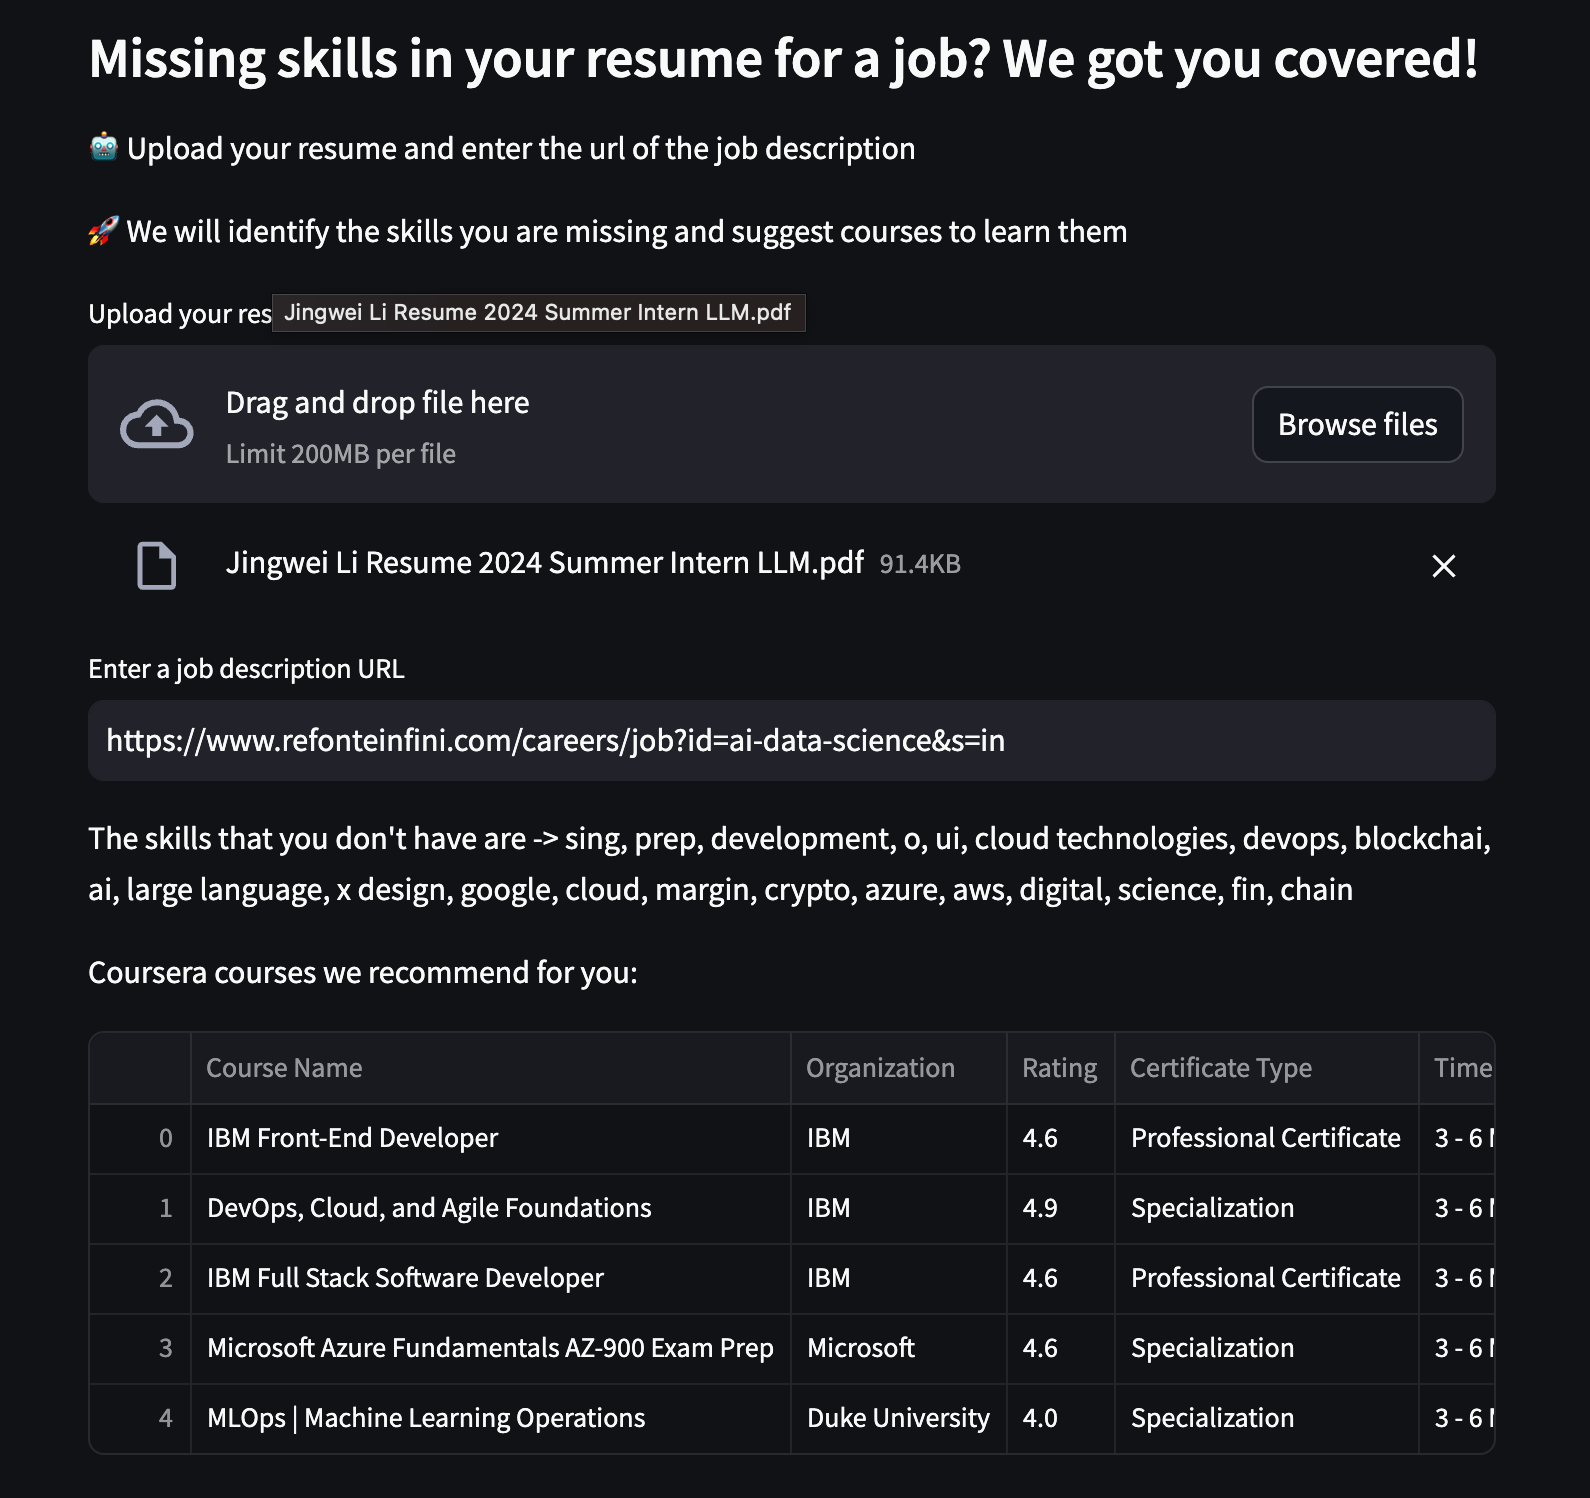 Missing skills in your resume for a job? We got you covered!
🤖 Upload your resume and enter the url of the job description
🚀 We will identify the skills you are missing and suggest courses to learn them
Upload your res
Jingwei Li Resume 2024 Summer Intern LLM.pdf
Drag and drop file here
Limit 200MB per file
Browse files
Jingwei Li Resume 2024 Summer Intern LLM.pdf 91.4KB
Enter a job description URL
https://www.refonteinfini.com/careers/job?id=ai-data-science&s=in
The skills that you don't have are -> sing, prep, development, o, ui, cloud technologies, devops, blockchai,
ai, large language, x design, google, cloud, margin, crypto, azure, aws, digital, science, fin, chain
Coursera courses we recommend for you:
Course Name Organization Rating Certificate Type Time
0 IBM Front-End Developer IBM 4.6 Professional Certificate 3 - 6
1 DevOps, Cloud, and Agile Foundations IBM 4.9 Specialization 3 - 6
2 IBM Full Stack Software Developer IBM 4.6 Professional Certificate 3 - 6
3 Microsoft Azure Fundamentals AZ-900 Exam Prep Microsoft 4.6 Specialization 3 - 6
4 MLOps | Machine Learning Operations Duke University 4.0 Specialization 3 - 6